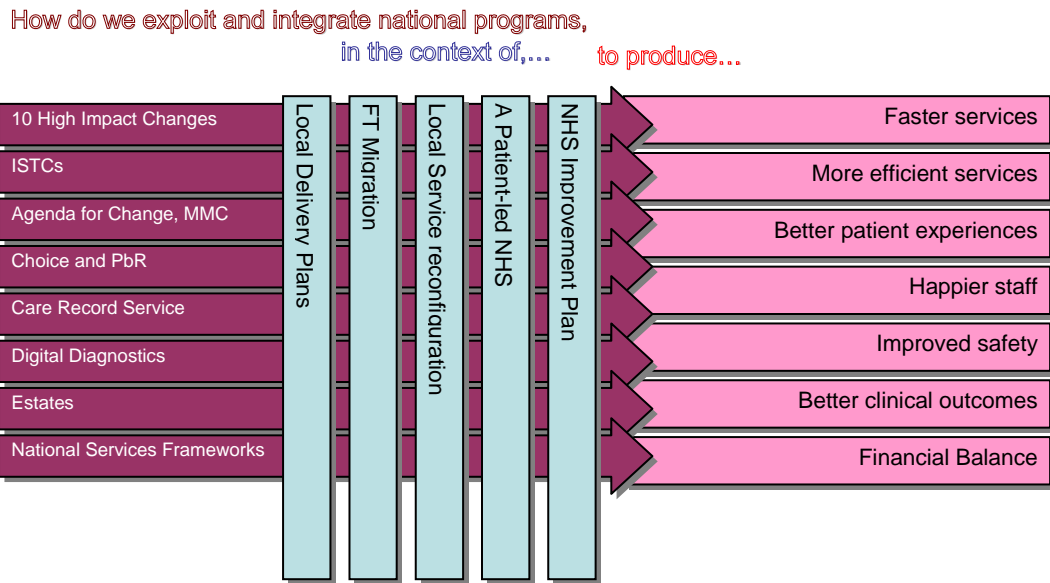 How do we exploit and integrate national programs,
in the context of,...
to produce...
10 High Impact Changes
ISTCs
Agenda for Change, MMC
Choice and PbR
Care Record Service
Digital Diagnostics
Estates
National Services Frameworks
Local Delivery Plans
FT Migration
Local Service reconfiguration
A Patient-led NHS
NHS Improvement Plan
Faster services
More efficient services
Better patient experiences
Happier staff
Improved safety
Better clinical outcomes
Financial Balance